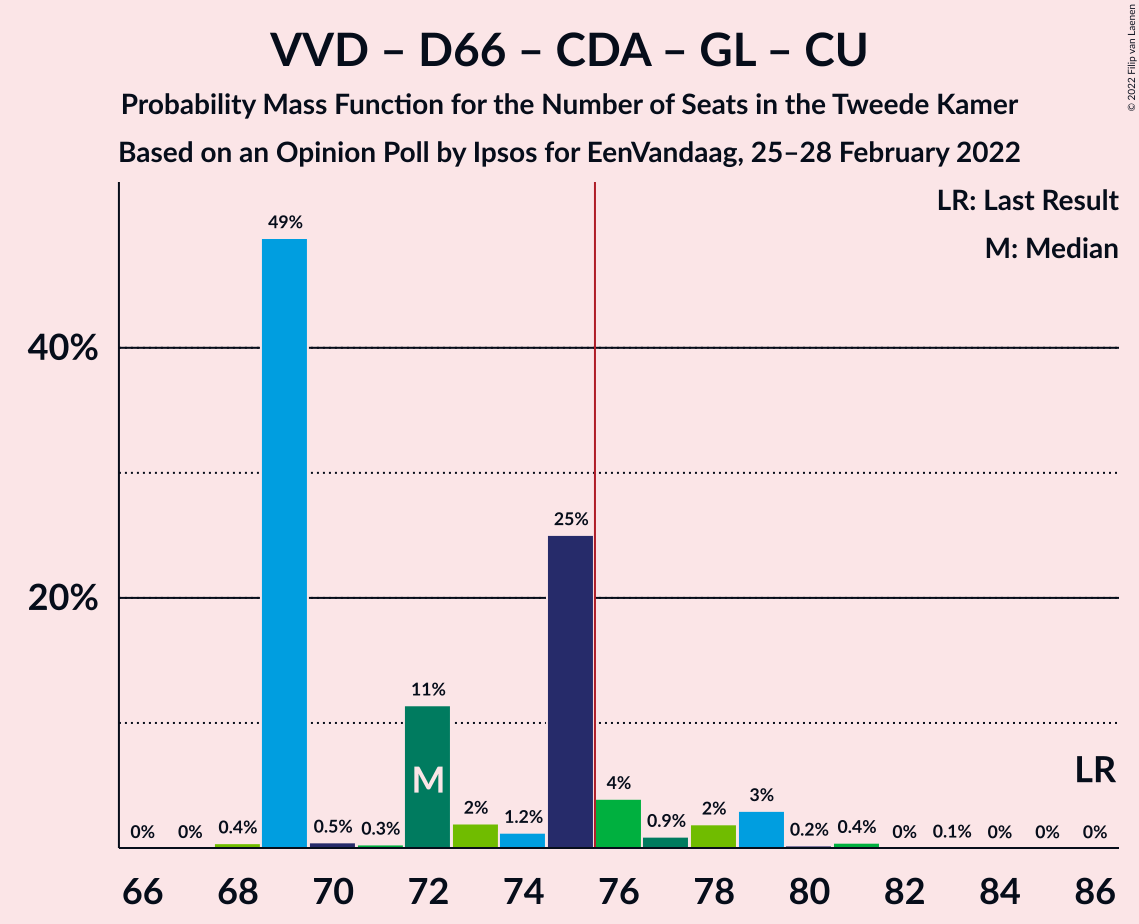 © 2022 Filip van Laenen
VVD – D66 – CDA – GL – CU
Probability Mass Function for the Number of Seats in the Tweede Kamer
Based on an Opinion Poll by Ipsos for EenVandaag, 25–28 February 2022
LR: Last Result
M: Median
49%
40%
25%
20%
11%
M
LR
0% 0% 0.4% 0.5% 0.3% 2% 1.2% 4% 0.9% 2% 3% 0.2% 0.4% 0% 0.1% 0% 0% 0%
66 68 70 72 74 76 78 80 82 84 86